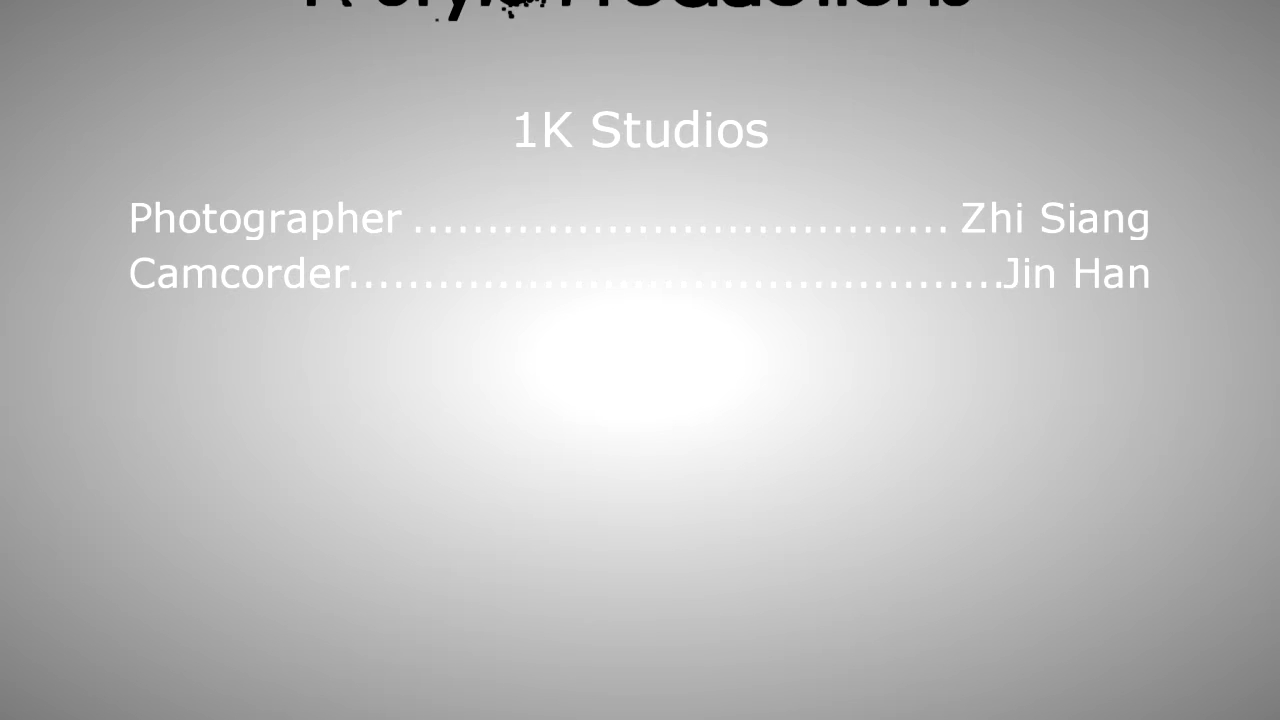 1K Studios
Photographer .................................... Zhi Siang
Camcorder............................................Jin Han